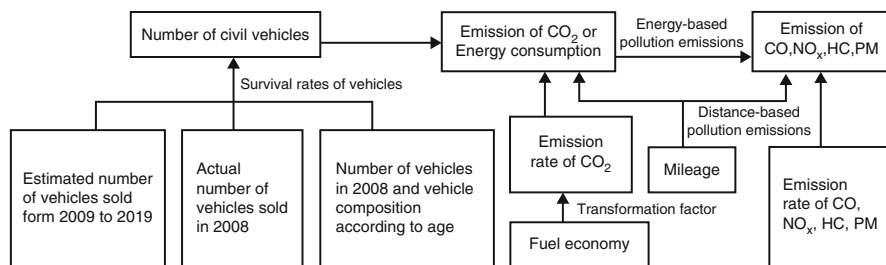 Number of civil vehicles
Emission of CO₂ or
Energy consumption
Energy-based
pollution emissions
Emission of
CO,NOₓ,HC,PM
Survival rates of vehicles
Distance-based
pollution emissions
Estimated number
of vehicles sold
form 2009 to 2019
Actual
number of
vehicles sold
in 2008
Number of vehicles
in 2008 and vehicle
composition
according to age
Emission
rate of CO₂
Mileage
Emission
rate of CO,
NOₓ, HC, PM
Transformation factor
Fuel economy